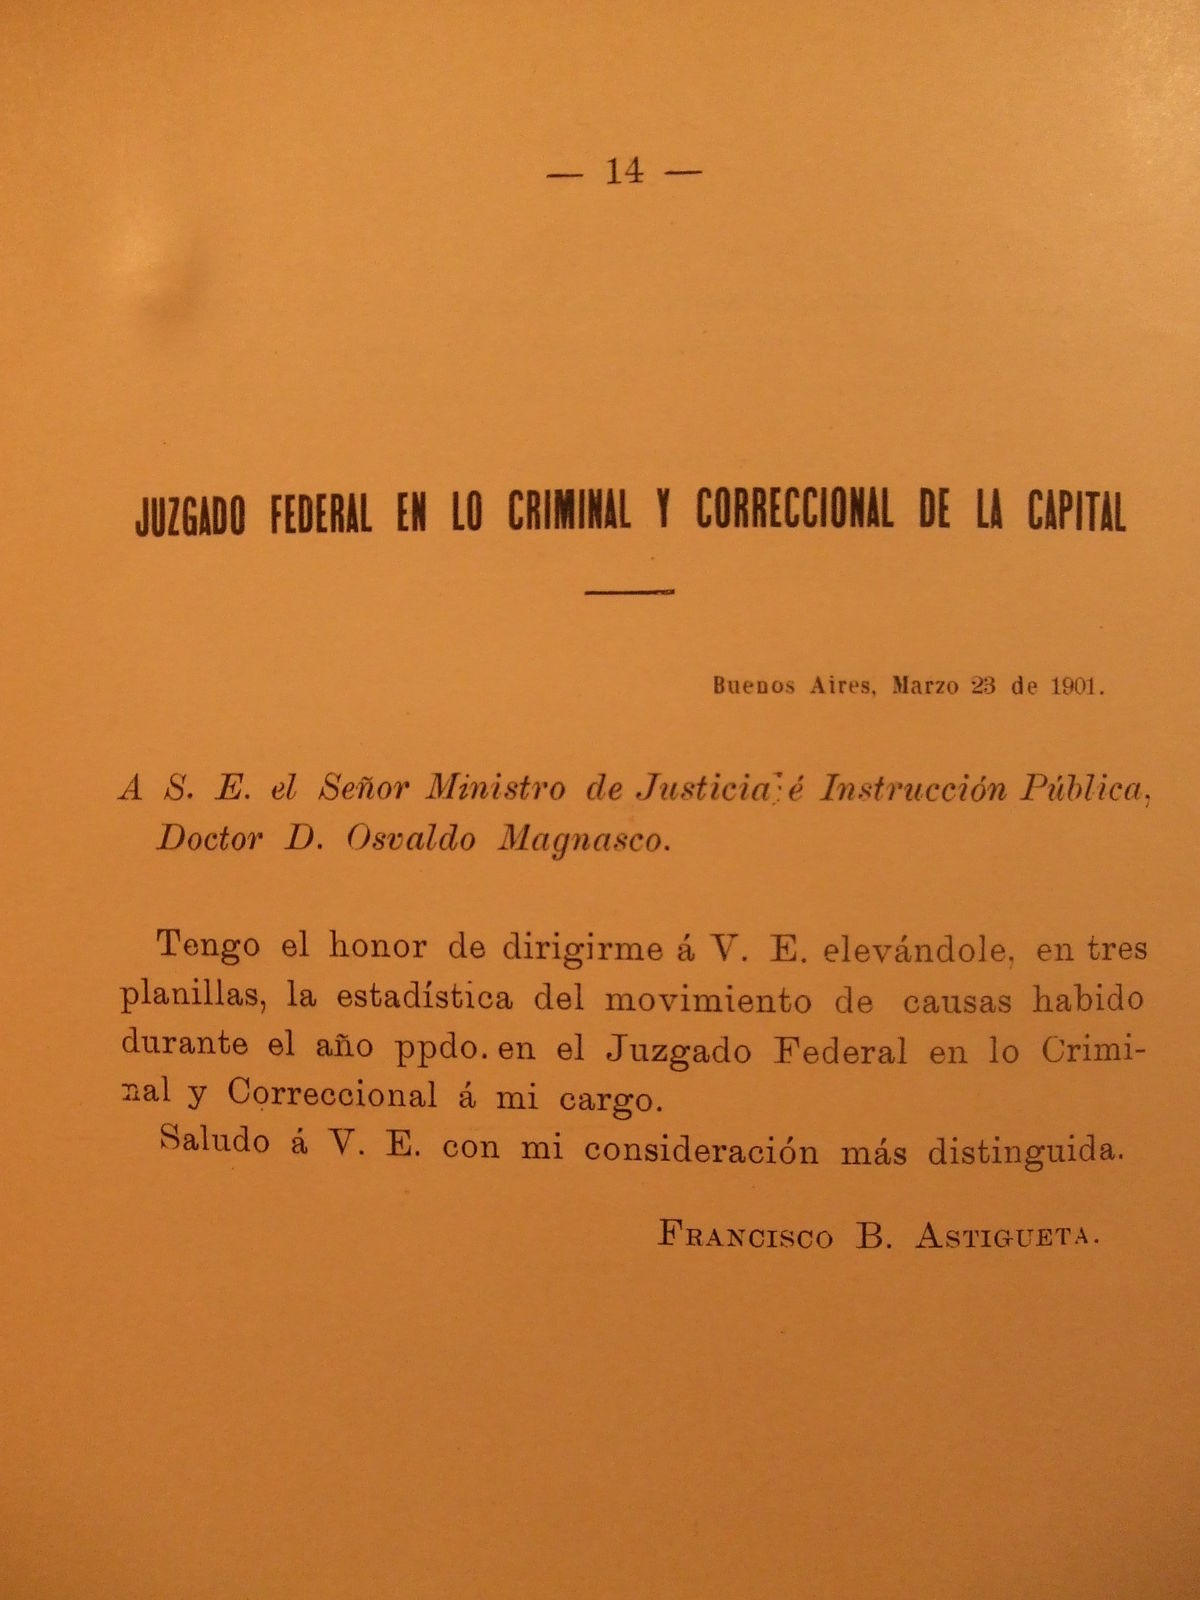 — 14 —
JUZGADO FEDERAL EN LO CRIMINAL Y CORRECCIONAL DE LA CAPITAL
Buenos Aires, Marzo 23 de 1901.
A S. E. el Señor Ministro de Justicia é Instrucción Pública,
Doctor D. Osvaldo Magnasco.
Tengo el honor de dirigirme á V. E. elevándole, en tres
planillas, la estadística del movimiento de causas habido
durante el año ppdo. en el Juzgado Federal en lo Crimi-
nal y Correccional á mi cargo.
Saludo á V. E. con mi consideración más distinguida.
FRANCISCO B. ASTIGUETA.